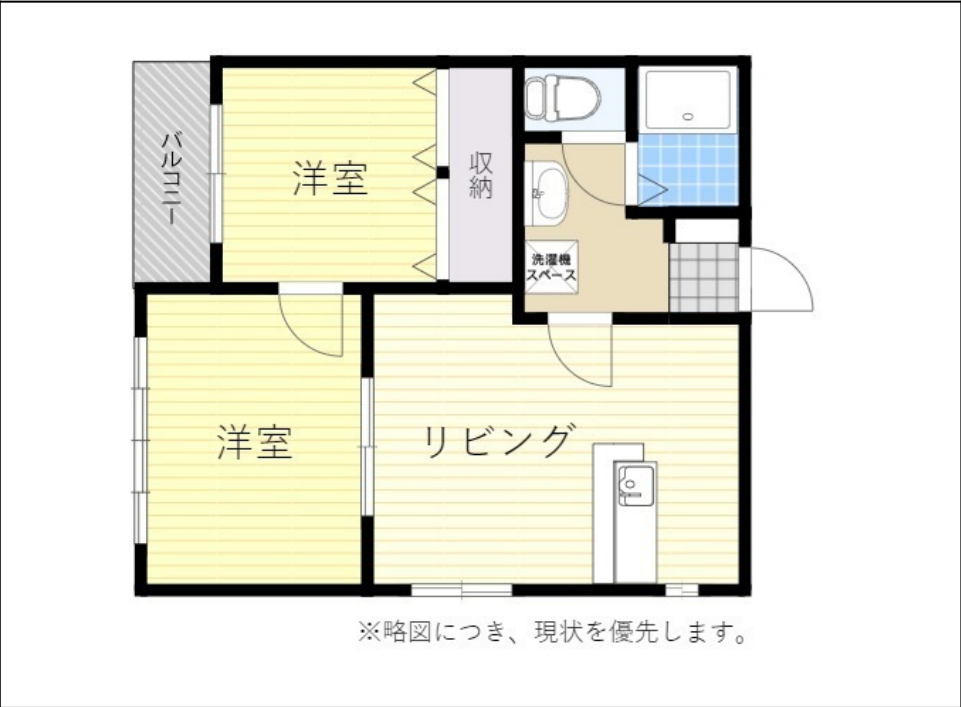 バルコニー
洋室
収納
洗濯機
スペース
洋室
リビング
※略図につき、現状を優先します。